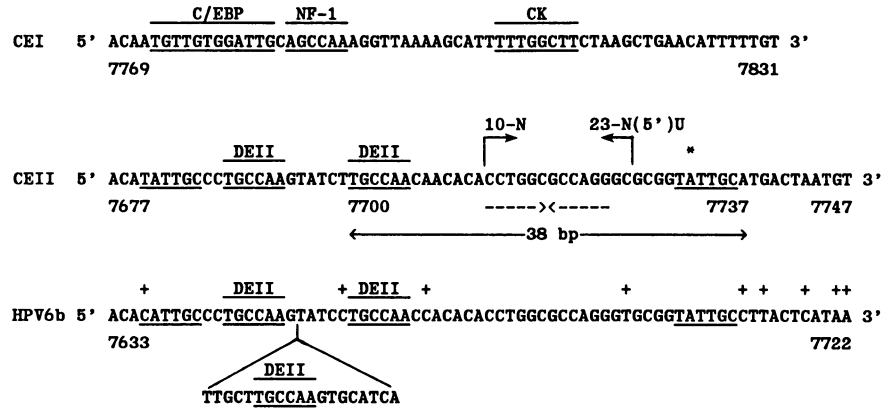 C/EBP NF-1 CK
CEI 5' ACAATGTTGTGGATTGCAGCCAAAGGTTAAAAGCATTTTTGGCTTCTAAGCTGAACATTTTTGT 3'
7769 7831
10-N 23-N(5')U
DEII DEII *
CEII 5' ACATATTGCCCTGCCAAGTATCTTGCCAACAACACACCTGGCGCCAGGGCGCGGTATTGCATGACTAATGT 3'
7677 7700 -----><----- 7737 7747
38 bp
+ DEII + DEII + + + + + ++
HPV6b 5' ACACATTGCCCTGCCAAGTATCCTGCCAACCACACACCTGGCGCCAGGGTGCGGTATTGCCTTACTCATAA 3'
7633 7722
DEII
TTGCTTGCCAAGTGCATCA